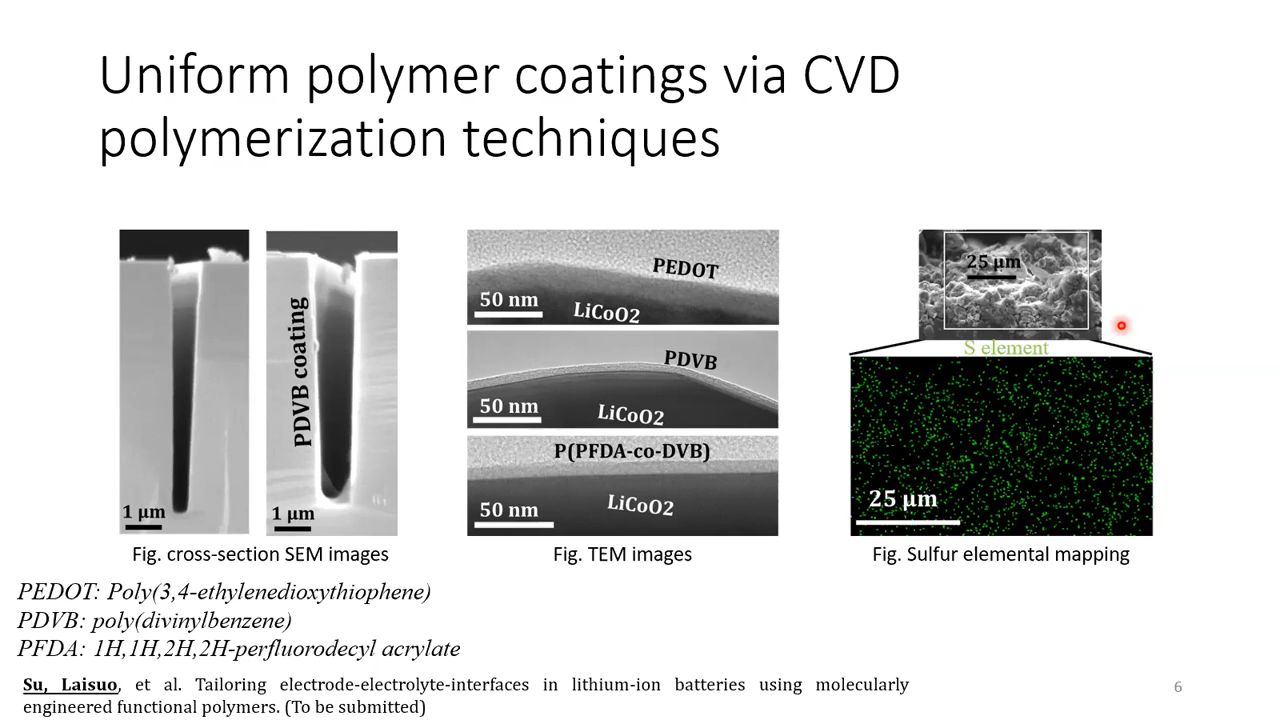 Uniform polymer coatings via CVD
polymerization techniques
PDVB coating
1 μm
1 μm
Fig. cross-section SEM images
PEDOT
50 nm
LiCoO2
PDVB
50 nm
LiCoO2
P(PFDA-co-DVB)
LiCoO2
50 nm
Fig. TEM images
25 μm
S element
25 μm
Fig. Sulfur elemental mapping
PEDOT: Poly(3,4-ethylenedioxythiophene)
PDVB: poly(divinylbenzene)
PFDA: 1H,1H,2H,2H-perfluorodecyl acrylate
Su, Laisuo, et al. Tailoring electrode-electrolyte-interfaces in lithium-ion batteries using molecularly
engineered functional polymers. (To be submitted)
6